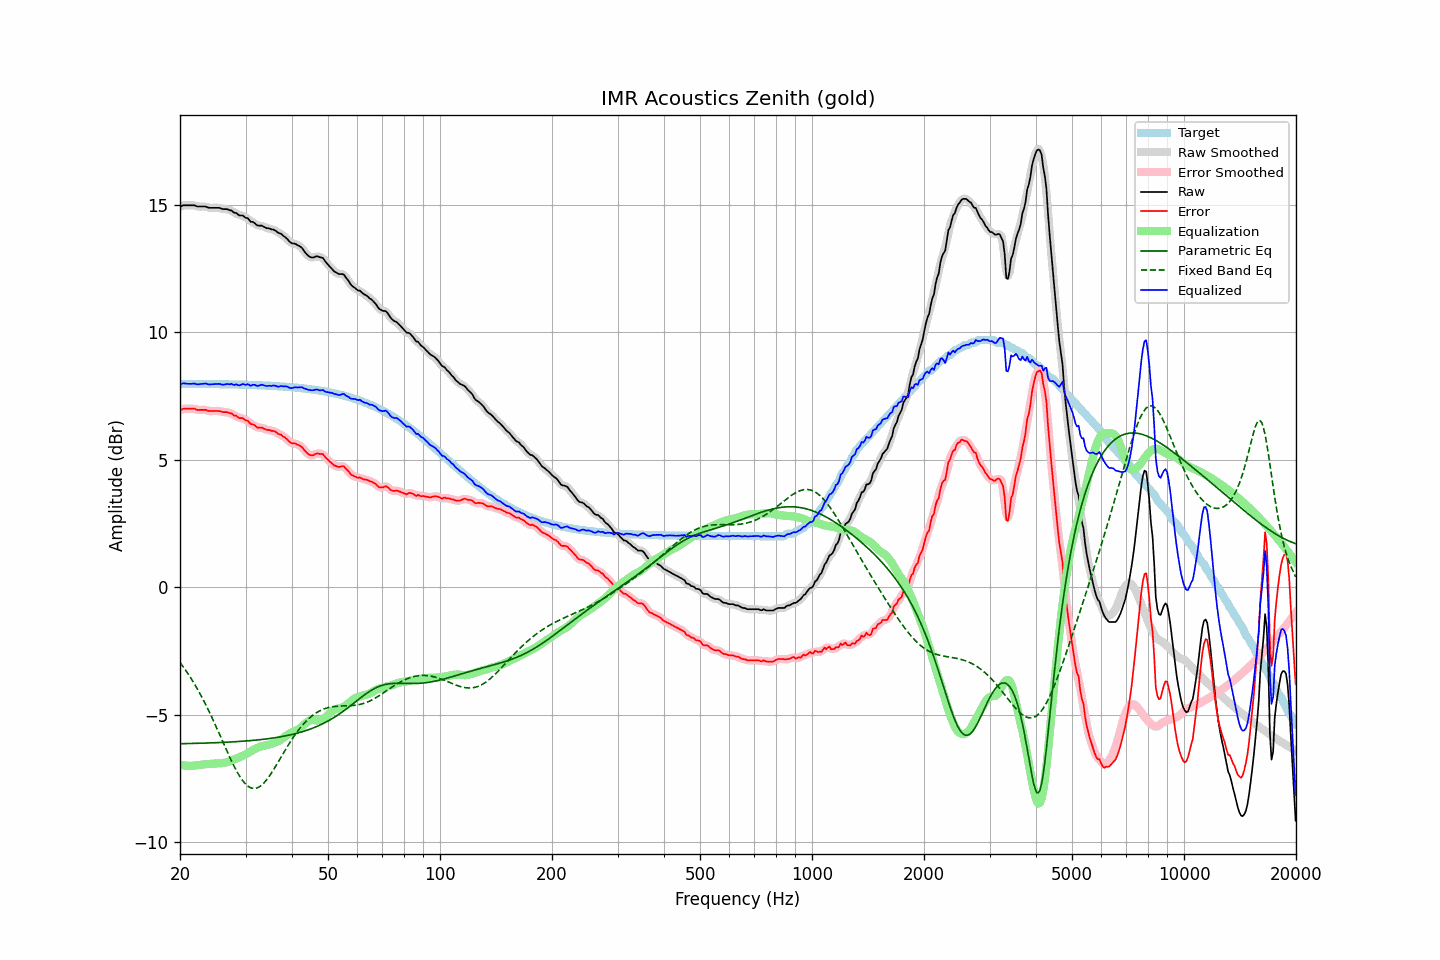 IMR Acoustics Zenith (gold)
Target
Raw Smoothed
Error Smoothed
Raw
Error
Equalization
Parametric Eq
Fixed Band Eq
Equalized
Amplitude (dBr)
15
10
5
0
−5
−10
20
50
100
200
500
1000
2000
5000
10000
20000
Frequency (Hz)